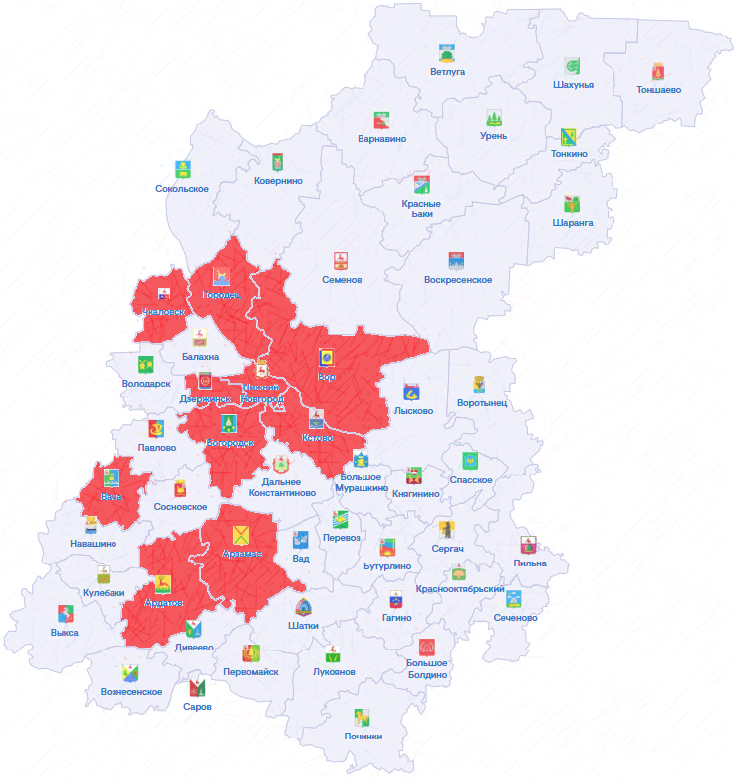 Ветлуга
Шахунья
Тоншаево
Варнавино
Урень
Тонкино
Сокольское
Ковернино
Красные
Баки
Шаранга
Семенов
Воскресенское
Городец
Чкаловск
Балахна
Володарск
Бор
Дзержинск
Нижний
Новгород
Лысково
Воротынец
Павлово
Богородск
Кстово
Дальнее
Константиново
Большое
Мурашкино
Княгинино
Спасское
Вача
Сосновское
Навашино
Арзамас
Вад
Перевоз
Бутурлино
Сергач
Пильна
Кулебаки
Ардатов
Краснооктябрьский
Выкса
Дивеево
Шатки
Гагино
Сеченово
Вознесенское
Первомайск
Лукоянов
Большое
Болдино
Саров
Починки